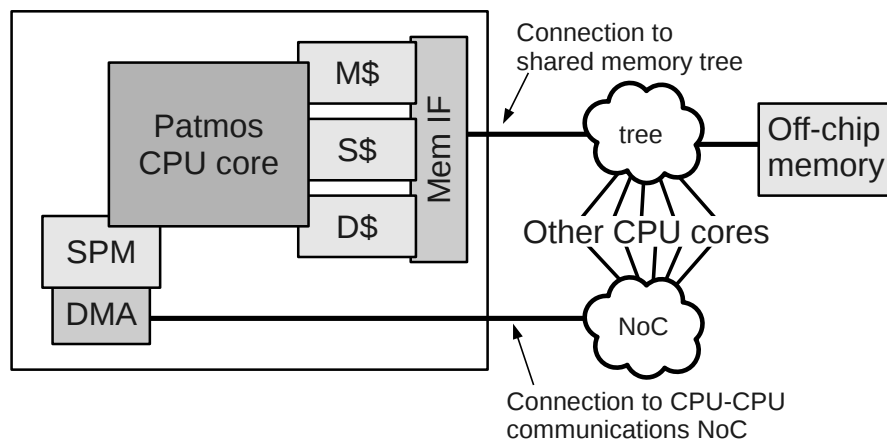 Connection to
shared memory tree
M$
Patmos
CPU core
S$
D$
Mem IF
tree
Off-chip
memory
Other CPU cores
SPM
DMA
NoC
Connection to CPU-CPU
communications NoC